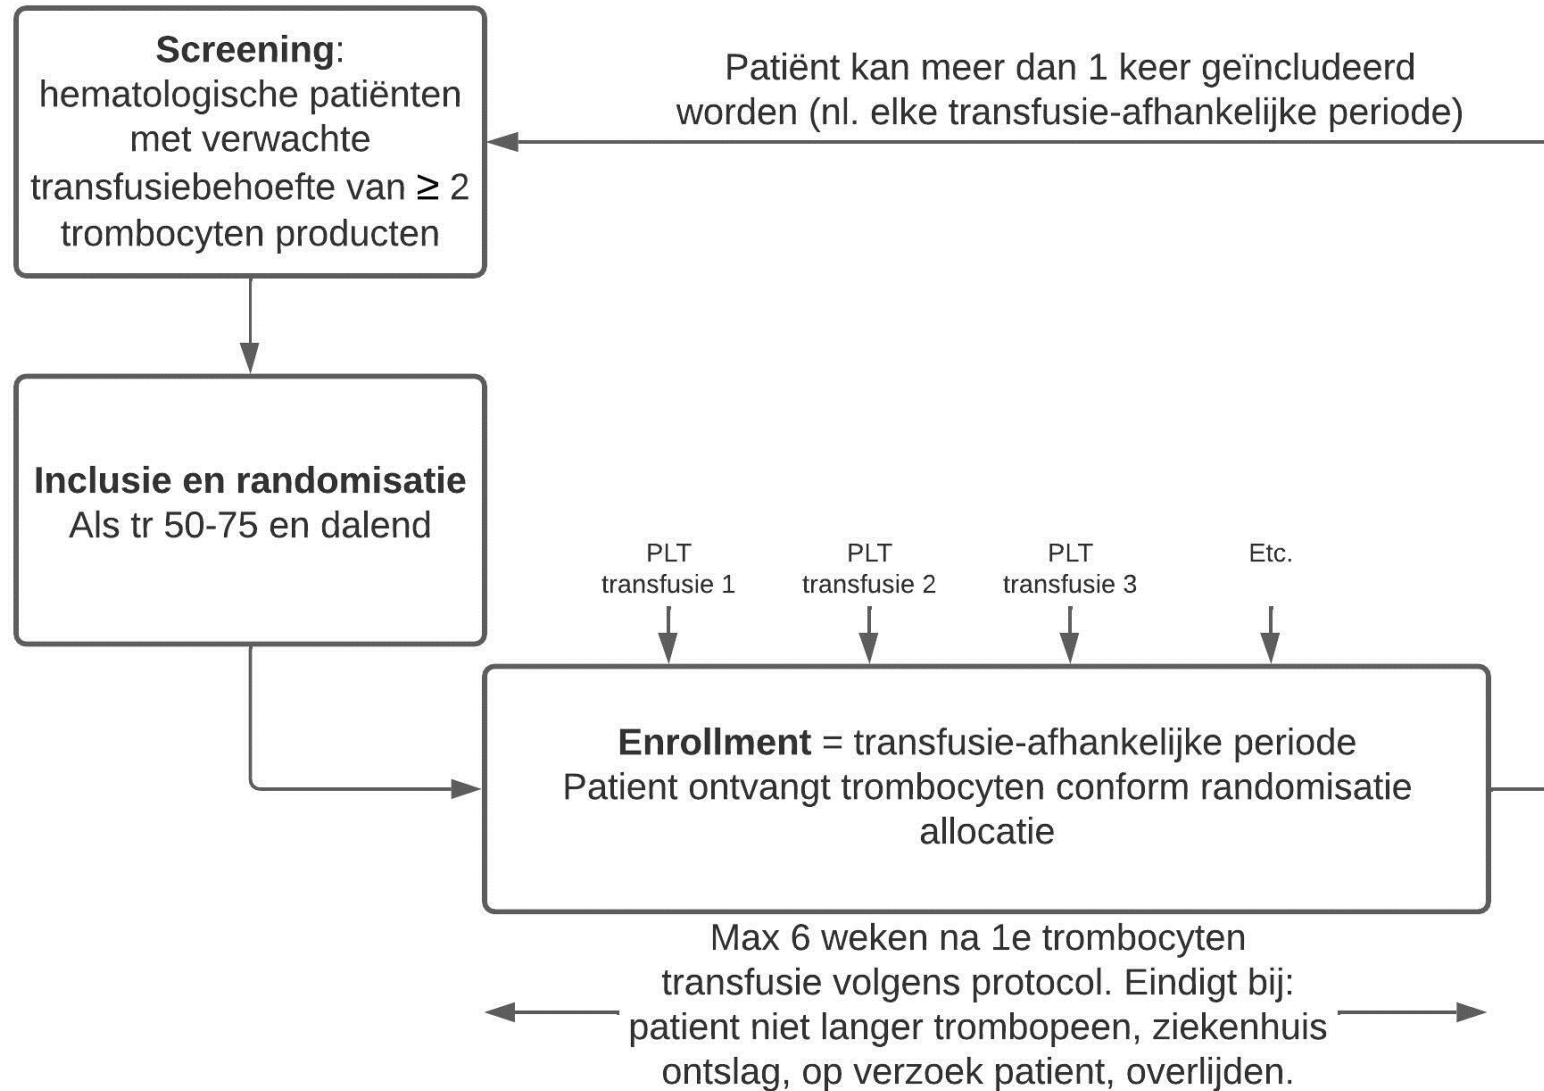 Screening:
hematologische patiënten
met verwachte
transfusiebehoefte van ≥ 2
trombocyten producten
Patiënt kan meer dan 1 keer geïncludeerd
worden (nl. elke transfusie-afhankelijke periode)
Inclusie en randomisatie
Als tr 50-75 en dalend
PLT
transfusie 1
PLT
transfusie 2
PLT
transfusie 3
Etc.
Enrollment = transfusie-afhankelijke periode
Patient ontvangt trombocyten conform randomisatie
allocatie
Max 6 weken na 1e trombocyten
transfusie volgens protocol. Eindigt bij:
patient niet langer trombopeen, ziekenhuis
ontslag, op verzoek patient, overlijden.